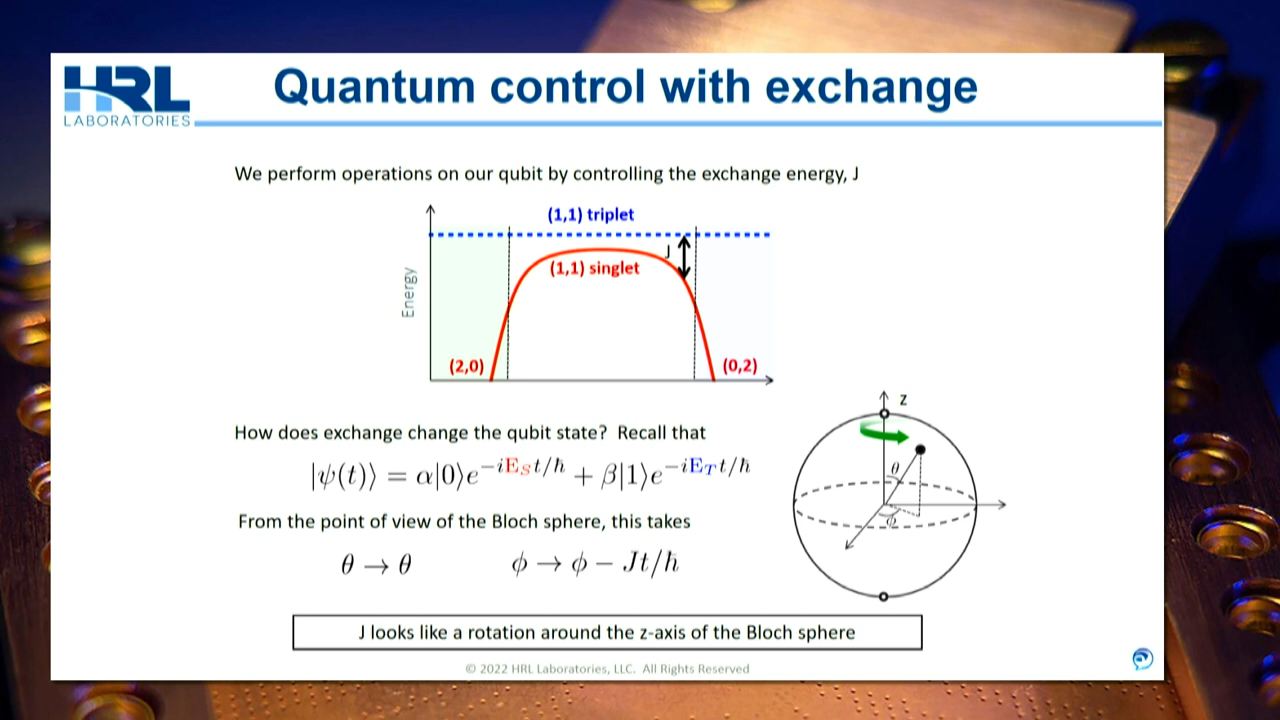 HRL
LABORATORIES
Quantum control with exchange
We perform operations on our qubit by controlling the exchange energy, J
(1,1) triplet
J
(1,1) singlet
Energy
(2,0)
(0,2)
z
How does exchange change the qubit state? Recall that
|ψ(t)⟩ = α|0⟩e^{−iE_S t/ℏ} + β|1⟩e^{−iE_T t/ℏ}
θ
ϕ
From the point of view of the Bloch sphere, this takes
θ → θ
ϕ → ϕ − Jt/ℏ
J looks like a rotation around the z-axis of the Bloch sphere
© 2022 HRL Laboratories, LLC. All Rights Reserved